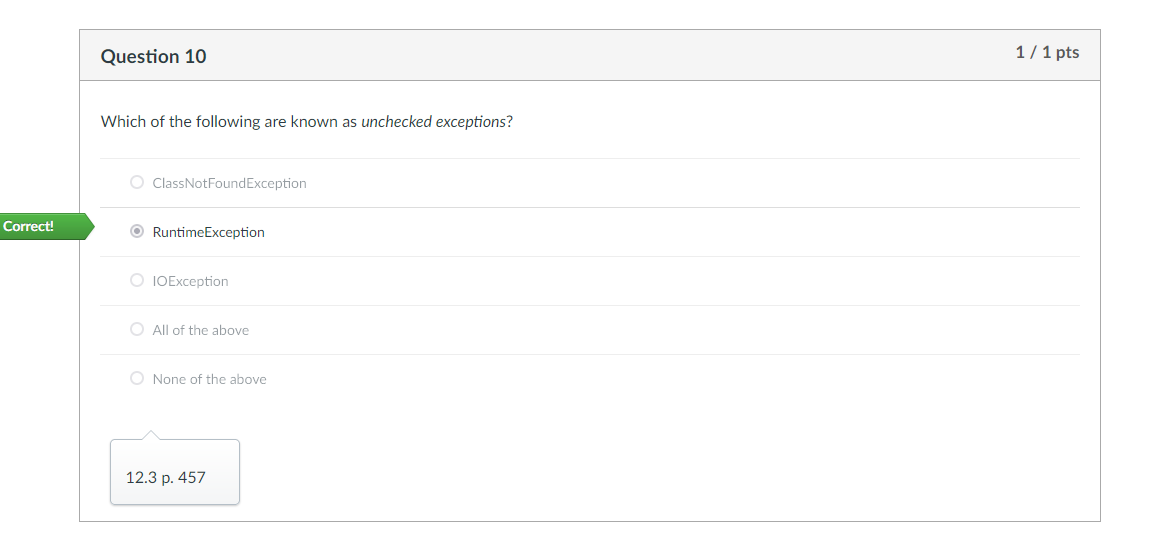 Question 10
1 / 1 pts
Which of the following are known as unchecked exceptions?
ClassNotFoundException
Correct!
RuntimeException
IOException
All of the above
None of the above
12.3 p. 457